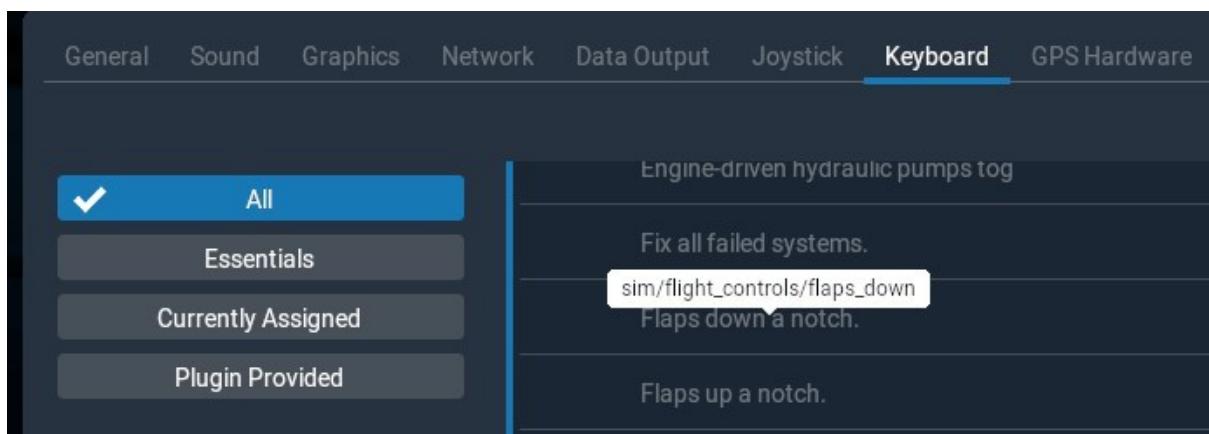 General Sound Graphics Network Data Output Joystick Keyboard GPS Hardware
All
Essentials
Currently Assigned
Plugin Provided
Engine-driven hydraulic pumps tog
Fix all failed systems.
sim/flight_controls/flaps_down
Flaps down a notch.
Flaps up a notch.